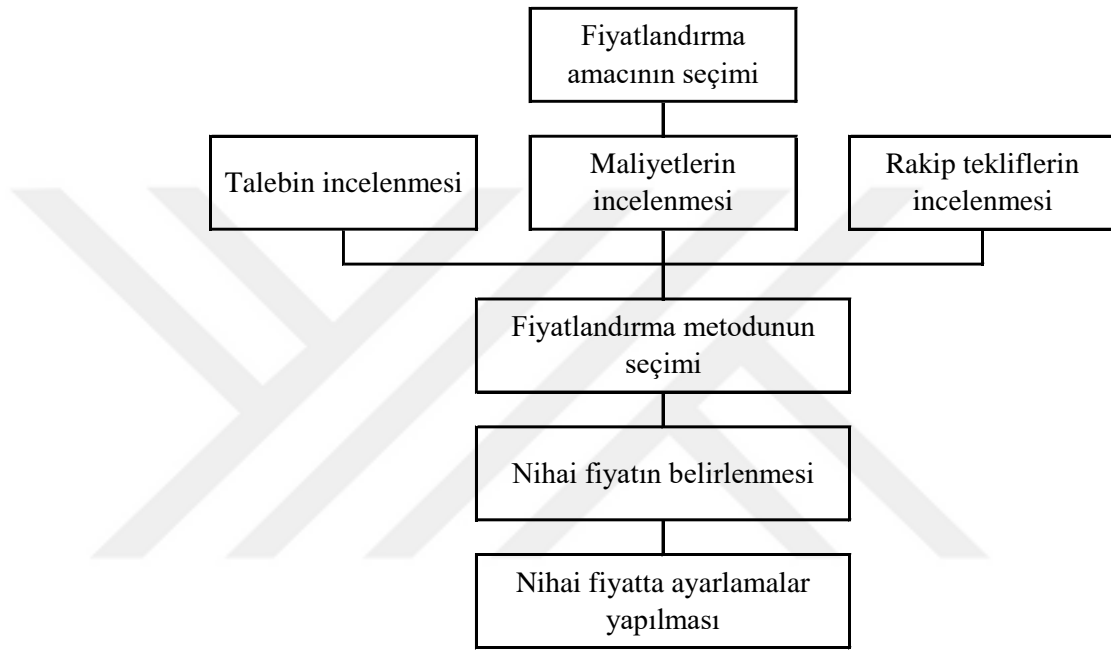 Fiyatlandırma
amacının seçimi
Talebin incelenmesi
Maliyetlerin
incelenmesi
Rakip tekliflerin
incelenmesi
Fiyatlandırma metodunun
seçimi
Nihai fiyatın belirlenmesi
Nihai fiyatta ayarlamalar
yapılması